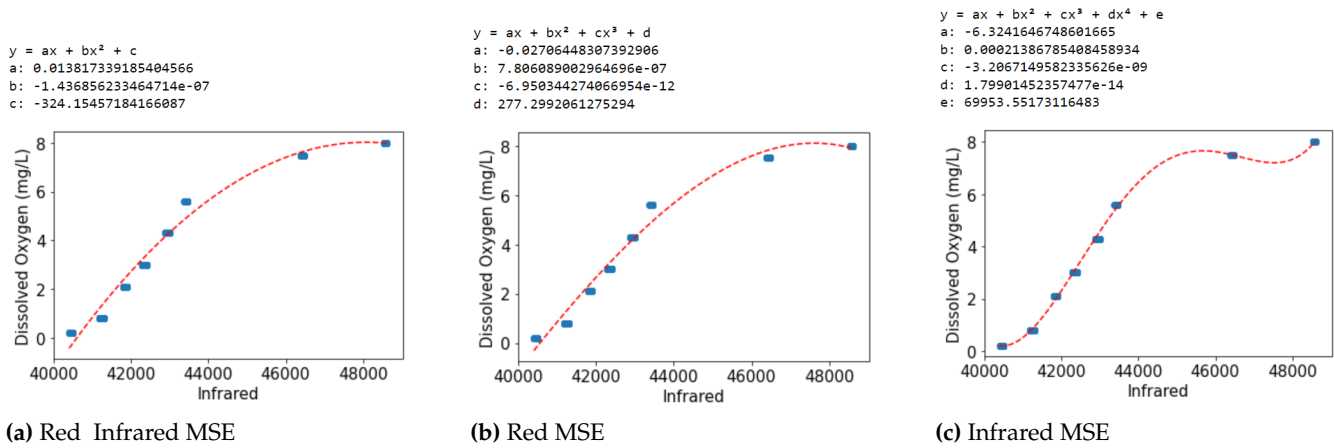 y = ax + bx² + c
a: 0.013817339185404566
b: -1.436856233464714e-07
c: -324.15457184166087
Dissolved Oxygen (mg/L)
8
6
4
2
0
40000 42000 44000 46000 48000
Infrared
(a) Red Infrared MSE
y = ax + bx² + cx³ + d
a: -0.02706448307392906
b: 7.806089002964696e-07
c: -6.950344274066954e-12
d: 277.2992061275294
Dissolved Oxygen (mg/L)
8
6
4
2
0
40000 42000 44000 46000 48000
Infrared
(b) Red MSE
y = ax + bx² + cx³ + dx⁴ + e
a: -6.3241646748601665
b: 0.00021386785408458934
c: -3.2067149582335626e-09
d: 1.79901452357477e-14
e: 69953.55173116483
Dissolved Oxygen (mg/L)
8
6
4
2
0
40000 42000 44000 46000 48000
Infrared
(c) Infrared MSE